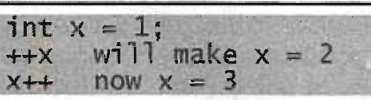 int x = 1;
++x will make x = 2
x++ now x = 3